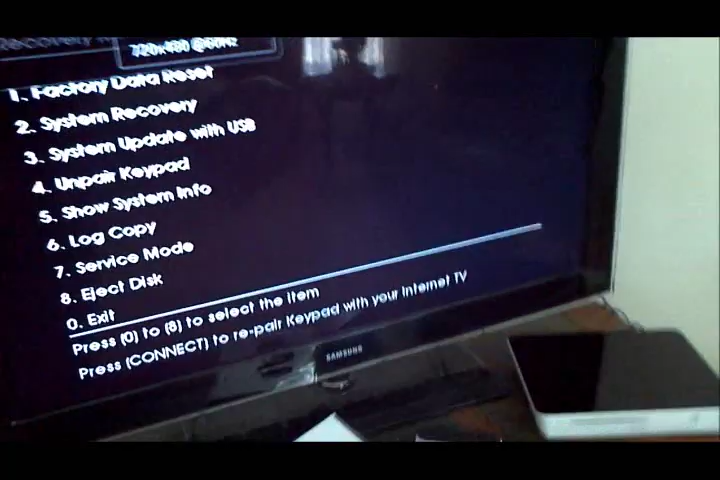 Recovery
720x480 @60Hz
1. Factory Data Reset
2. System Recovery
3. System Update with USB
4. Unpair Keypad
5. Show System Info
6. Log Copy
7. Service Mode
8. Eject Disk
0. Exit
Press (0) to (8) to select the item
Press (CONNECT) to re-pair Keypad with your Internet TV
SAMSUNG